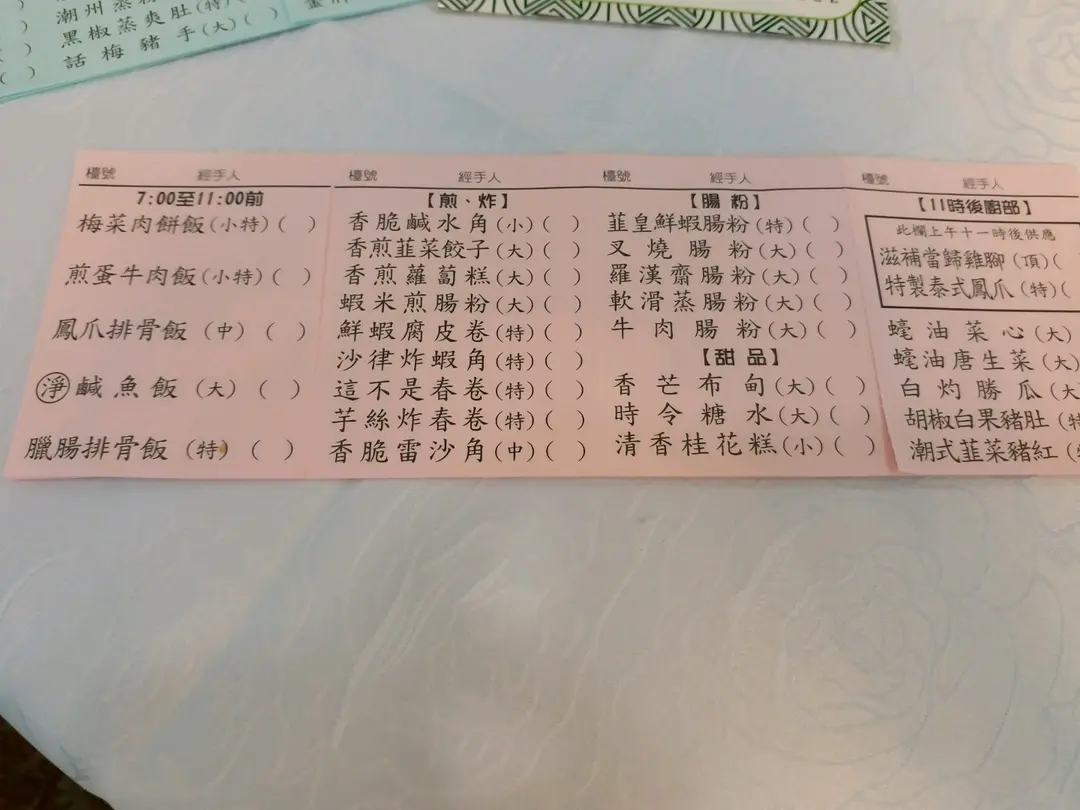 潮州蒸粉
黑椒蒸爽肚(特)(
話梅豬手(大)(
檯號 經手人
7:00至11:00前
梅菜肉餅飯(小特)( )
煎蛋牛肉飯(小特)( )
鳳爪排骨飯(中)( )
淨鹹魚飯(大)( )
臘腸排骨飯(特)( )
檯號 經手人
【煎、炸】
香脆鹹水角(小)( )
香煎韮菜餃子(大)( )
香煎蘿蔔糕(大)( )
蝦米煎腸粉(大)( )
鮮蝦腐皮卷(特)( )
沙律炸蝦角(特)( )
這不是春卷(特)( )
芋絲炸春卷(特)( )
香脆雷沙角(中)( )
檯號 經手人
【腸粉】
韮皇鮮蝦腸粉(特)( )
叉燒腸粉(大)( )
羅漢齋腸粉(大)( )
軟滑蒸腸粉(大)( )
牛肉腸粉(大)( )
【甜品】
香芒布甸(大)( )
時令糖水(大)( )
清香桂花糕(小)( )
檯號 經手人
【11時後廚部】
此欄上午十一時後供應
滋補當歸雞腳(頂)(
特製泰式鳳爪(特)(
蠔油菜心(大)
蠔油唐生菜(大)
白灼勝瓜(大)
胡椒白果豬肚(特
潮式韮菜豬紅(